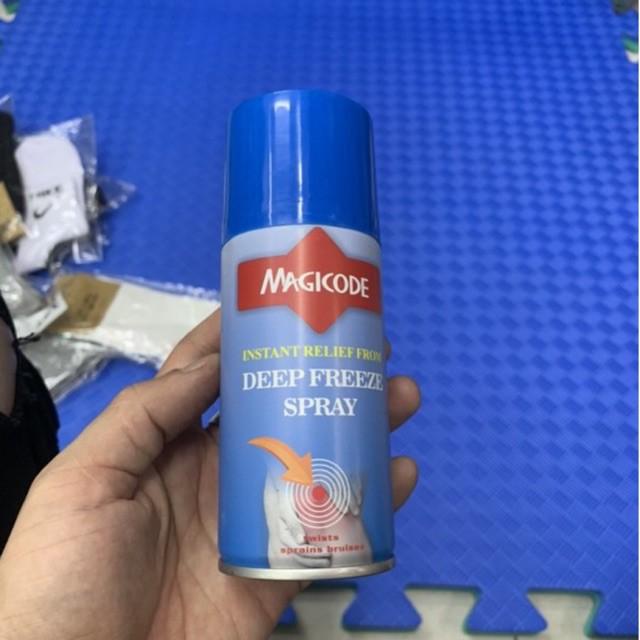 MAGICODE
INSTANT RELIEF FROM
DEEP FREEZE
SPRAY
twists
sprains bruises